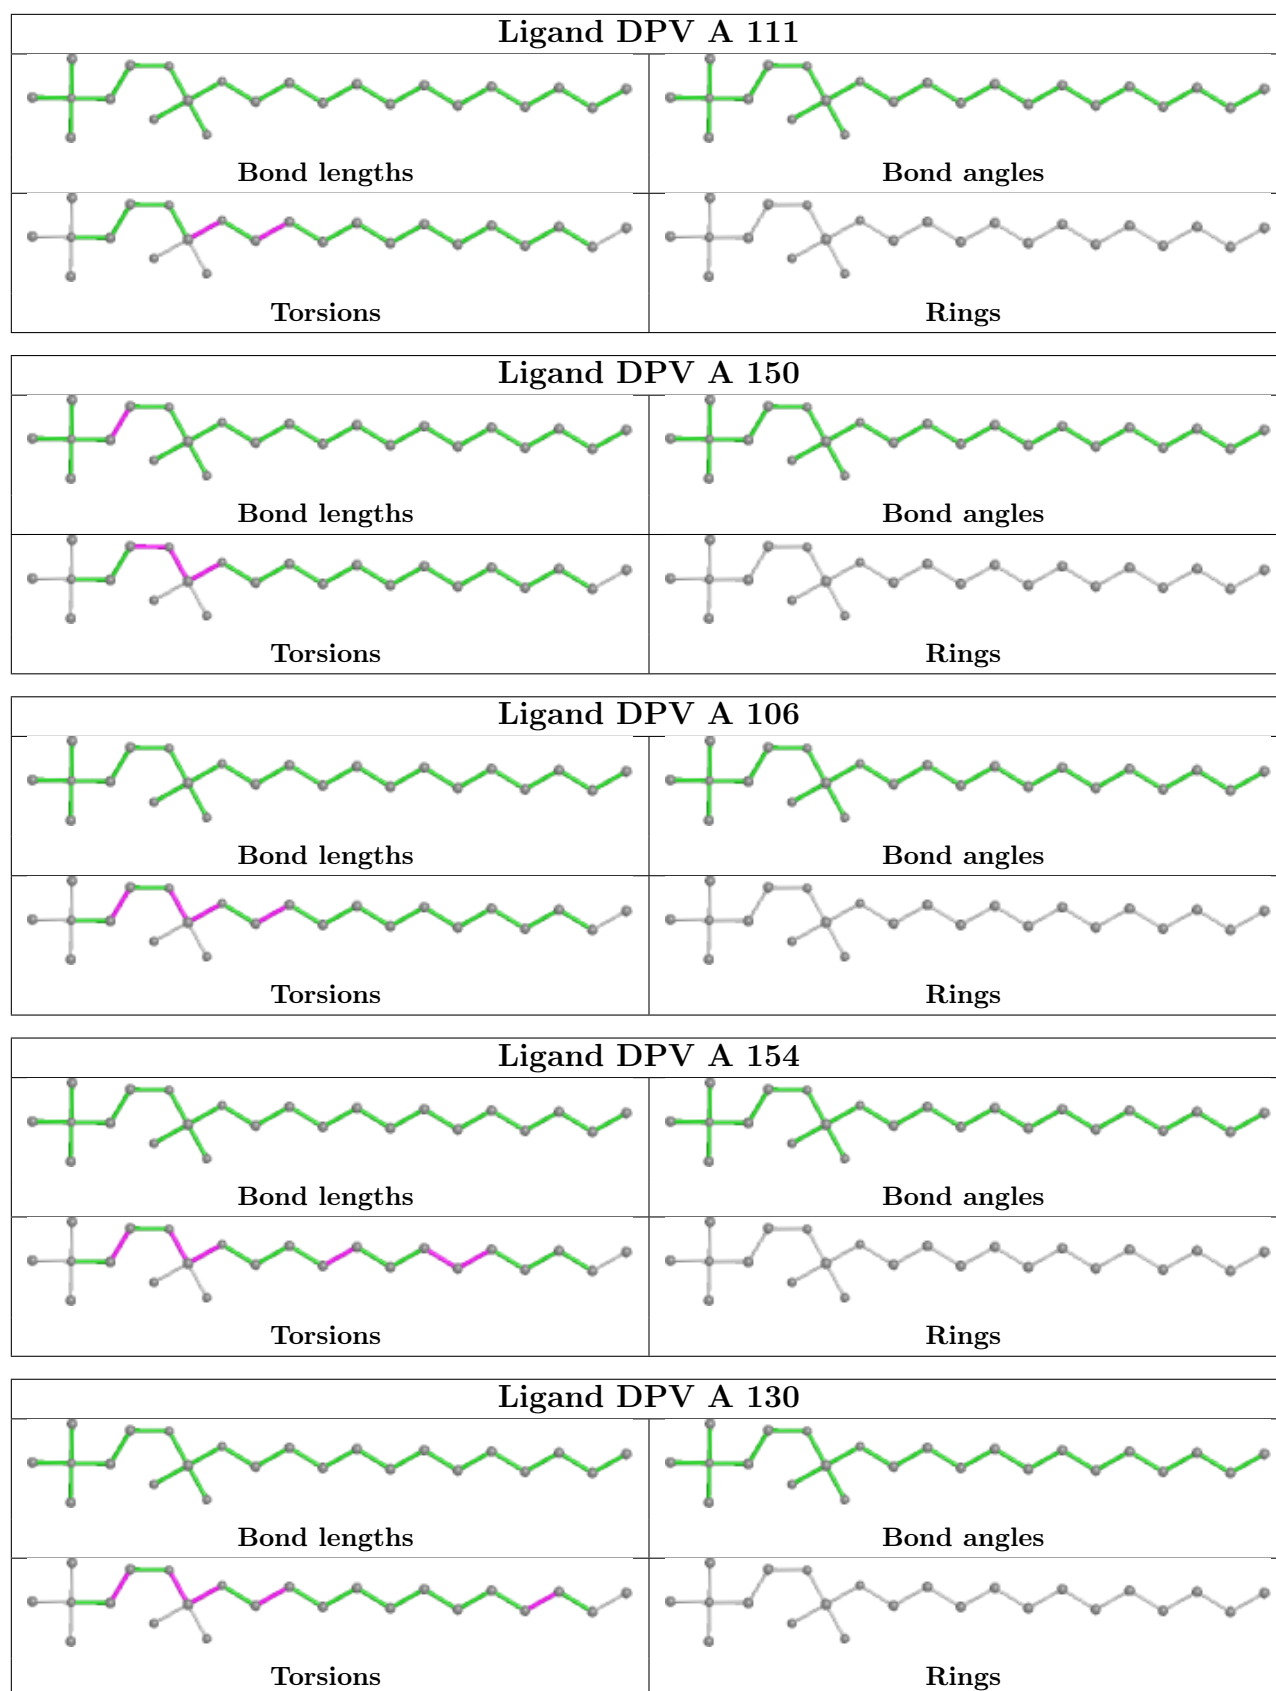 Ligand DPV A 111
Bond lengths
Bond angles
Torsions
Rings
Ligand DPV A 150
Bond lengths
Bond angles
Torsions
Rings
Ligand DPV A 106
Bond lengths
Bond angles
Torsions
Rings
Ligand DPV A 154
Bond lengths
Bond angles
Torsions
Rings
Ligand DPV A 130
Bond lengths
Bond angles
Torsions
Rings